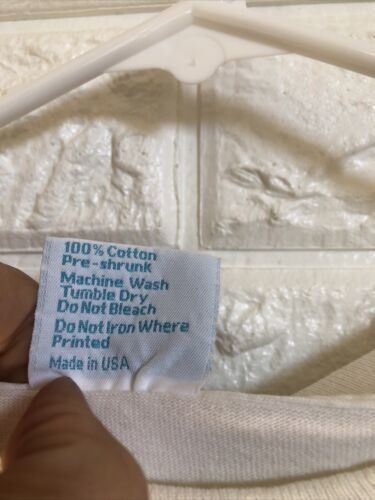 100% Cotton
Pre-shrunk
Machine Wash
Tumble Dry
Do Not Bleach
Do Not Iron Where
Printed
Made in USA